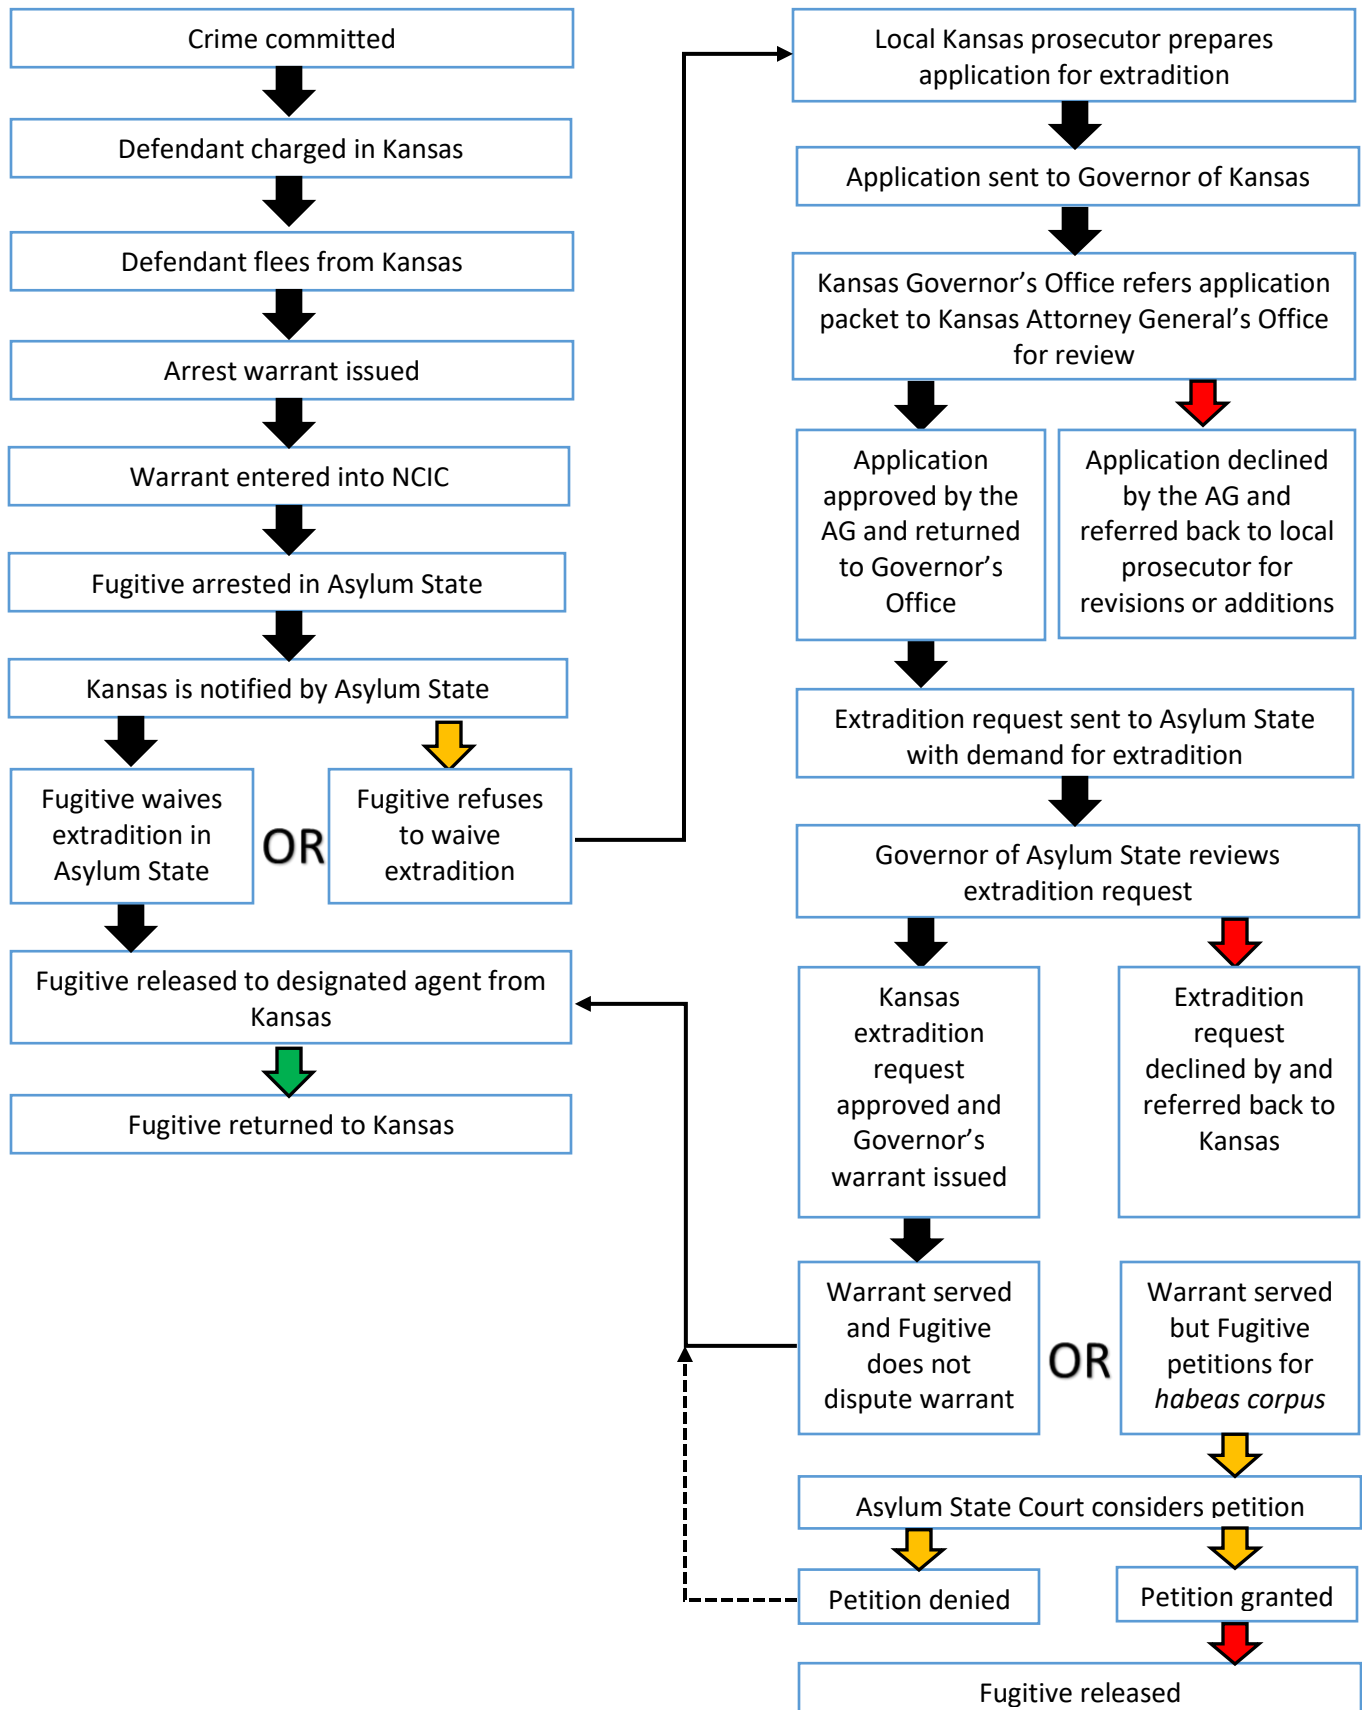 Crime committed
Defendant charged in Kansas
Defendant flees from Kansas
Arrest warrant issued
Warrant entered into NCIC
Fugitive arrested in Asylum State
Kansas is notified by Asylum State
Fugitive waives
extradition in
Asylum State
OR
Fugitive refuses
to waive
extradition
Fugitive released to designated agent from
Kansas
Fugitive returned to Kansas
Local Kansas prosecutor prepares
application for extradition
Application sent to Governor of Kansas
Kansas Governor’s Office refers application
packet to Kansas Attorney General’s Office
for review
Application
approved by the
AG and returned
to Governor’s
Office
Application declined
by the AG and
referred back to local
prosecutor for
revisions or additions
Extradition request sent to Asylum State
with demand for extradition
Governor of Asylum State reviews
extradition request
Kansas
extradition
request
approved and
Governor’s
warrant issued
Extradition
request
declined by and
referred back to
Kansas
Warrant served
and Fugitive
does not
dispute warrant
OR
Warrant served
but Fugitive
petitions for
habeas corpus
Asylum State Court considers petition
Petition denied
Petition granted
Fugitive released